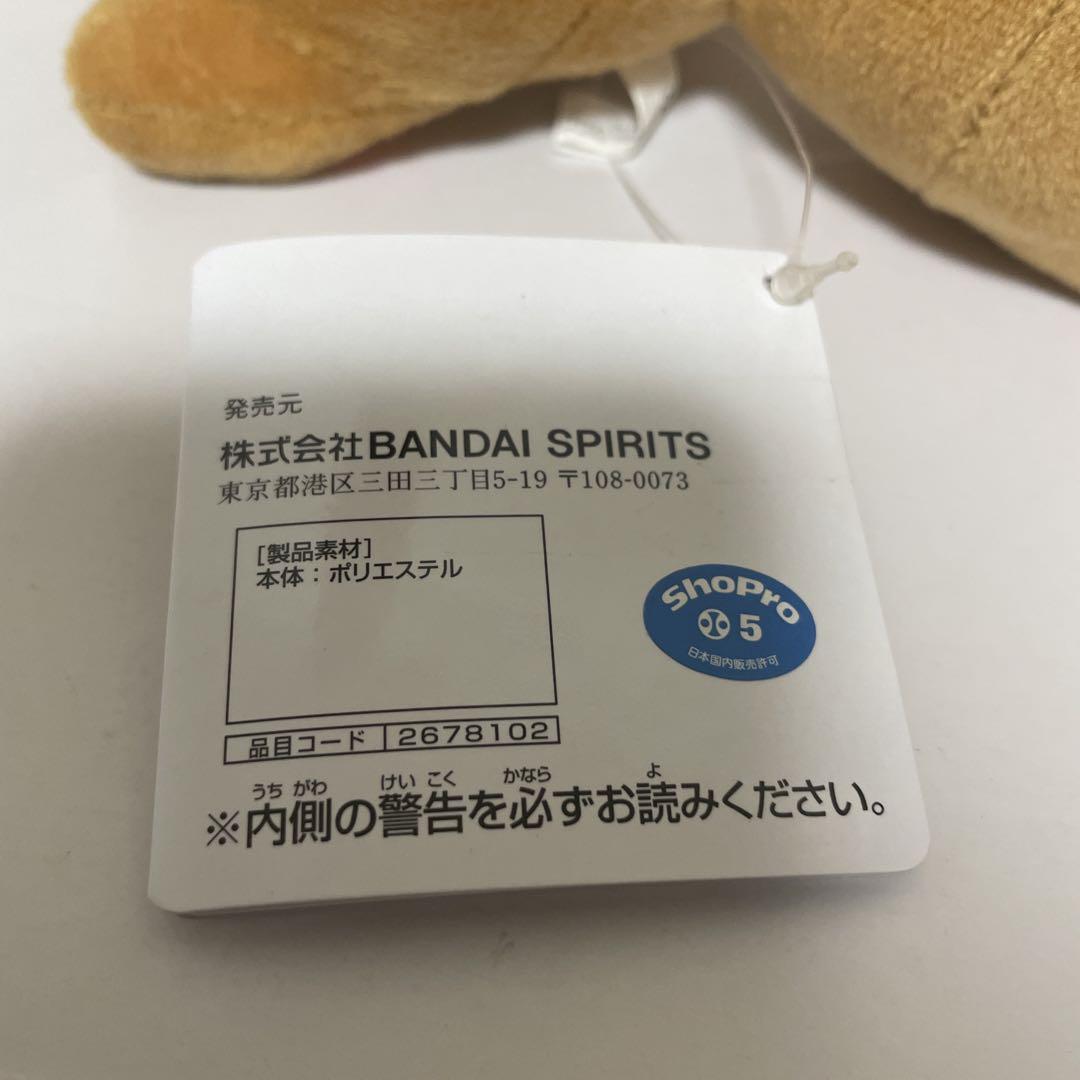 発売元
株式会社BANDAI SPIRITS
東京都港区三田三丁目5-19 〒108-0073
[製品素材]
本体：ポリエステル
ShoPro
5
日本国内販売許可
品目コード 2678102
うち がわ けい こく かなら よ
※内側の警告を必ずお読みください。